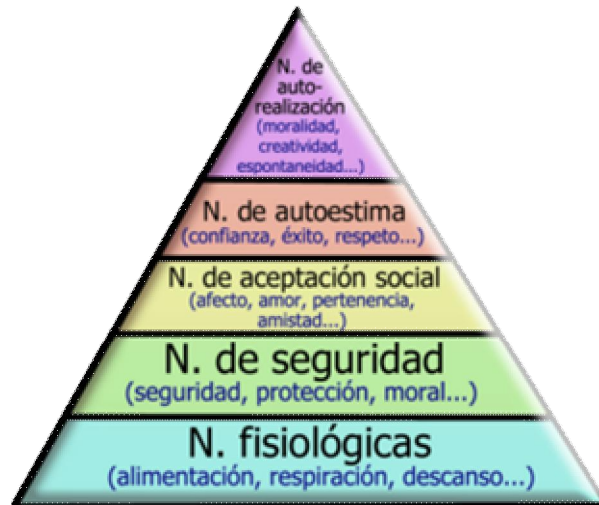 N. de
auto-
realización
(moralidad,
creatividad,
espontaneidad...)
N. de autoestima
(confianza, éxito, respeto...)
N. de aceptación social
(afecto, amor, pertenencia,
amistad...)
N. de seguridad
(seguridad, protección, moral...)
N. fisiológicas
(alimentación, respiración, descanso...)